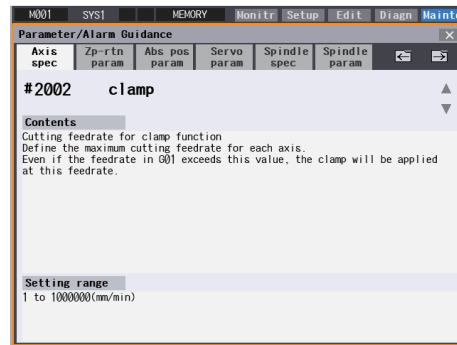 M001 SYS1 MEMORY Monitr Setup Edit Diagn Mainte
Parameter/Alarm Guidance
Axis spec Zp-rtn param Abs pos param Servo param Spindle spec Spindle param
#2002 clamp
Contents
Cutting feedrate for clamp function
Define the maximum cutting feedrate for each axis.
Even if the feedrate in G01 exceeds this value, the clamp will be applied
at this feedrate.
Setting range
1 to 1000000(mm/min)